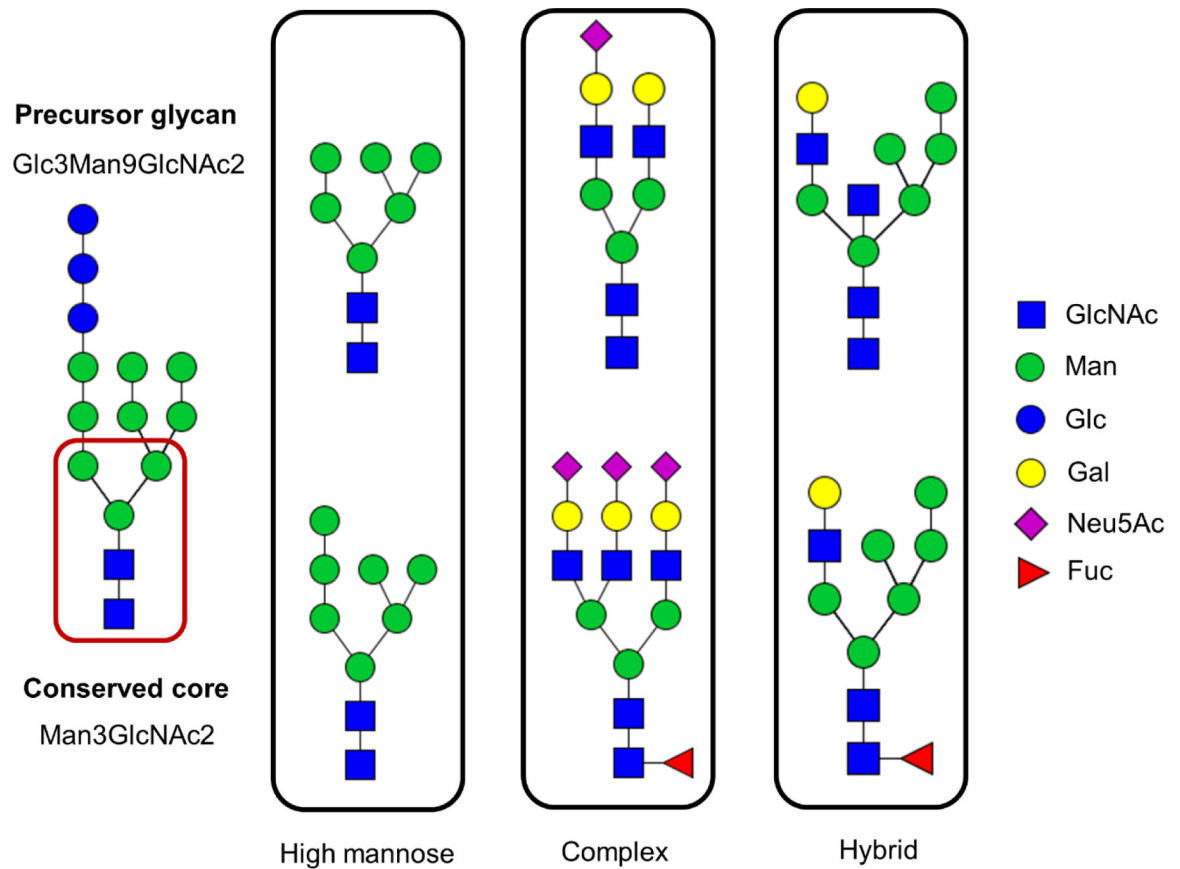 Precursor glycan
Glc3Man9GlcNAc2
Conserved core
Man3GlcNAc2
High mannose
Complex
Hybrid
GlcNAc
Man
Glc
Gal
Neu5Ac
Fuc